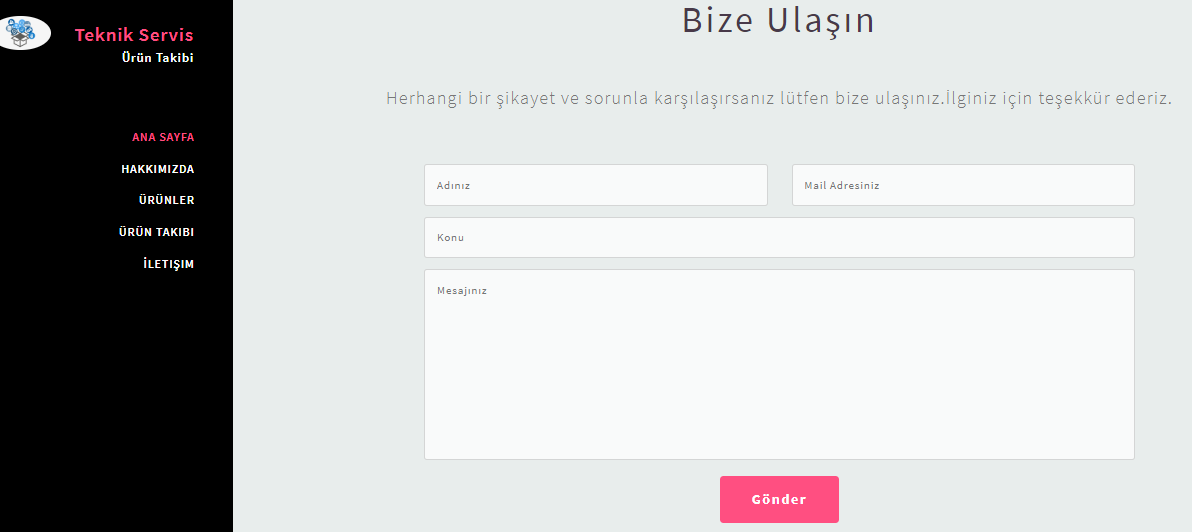 Teknik Servis
Ürün Takibi
ANA SAYFA
HAKKIMIZDA
ÜRÜNLER
ÜRÜN TAKIBI
İLETIŞIM
Bize Ulaşın
Herhangi bir şikayet ve sorunla karşılaşırsanız lütfen bize ulaşınız.İlginiz için teşekkür ederiz.
Adınız
Mail Adresiniz
Konu
Mesajınız
Gönder